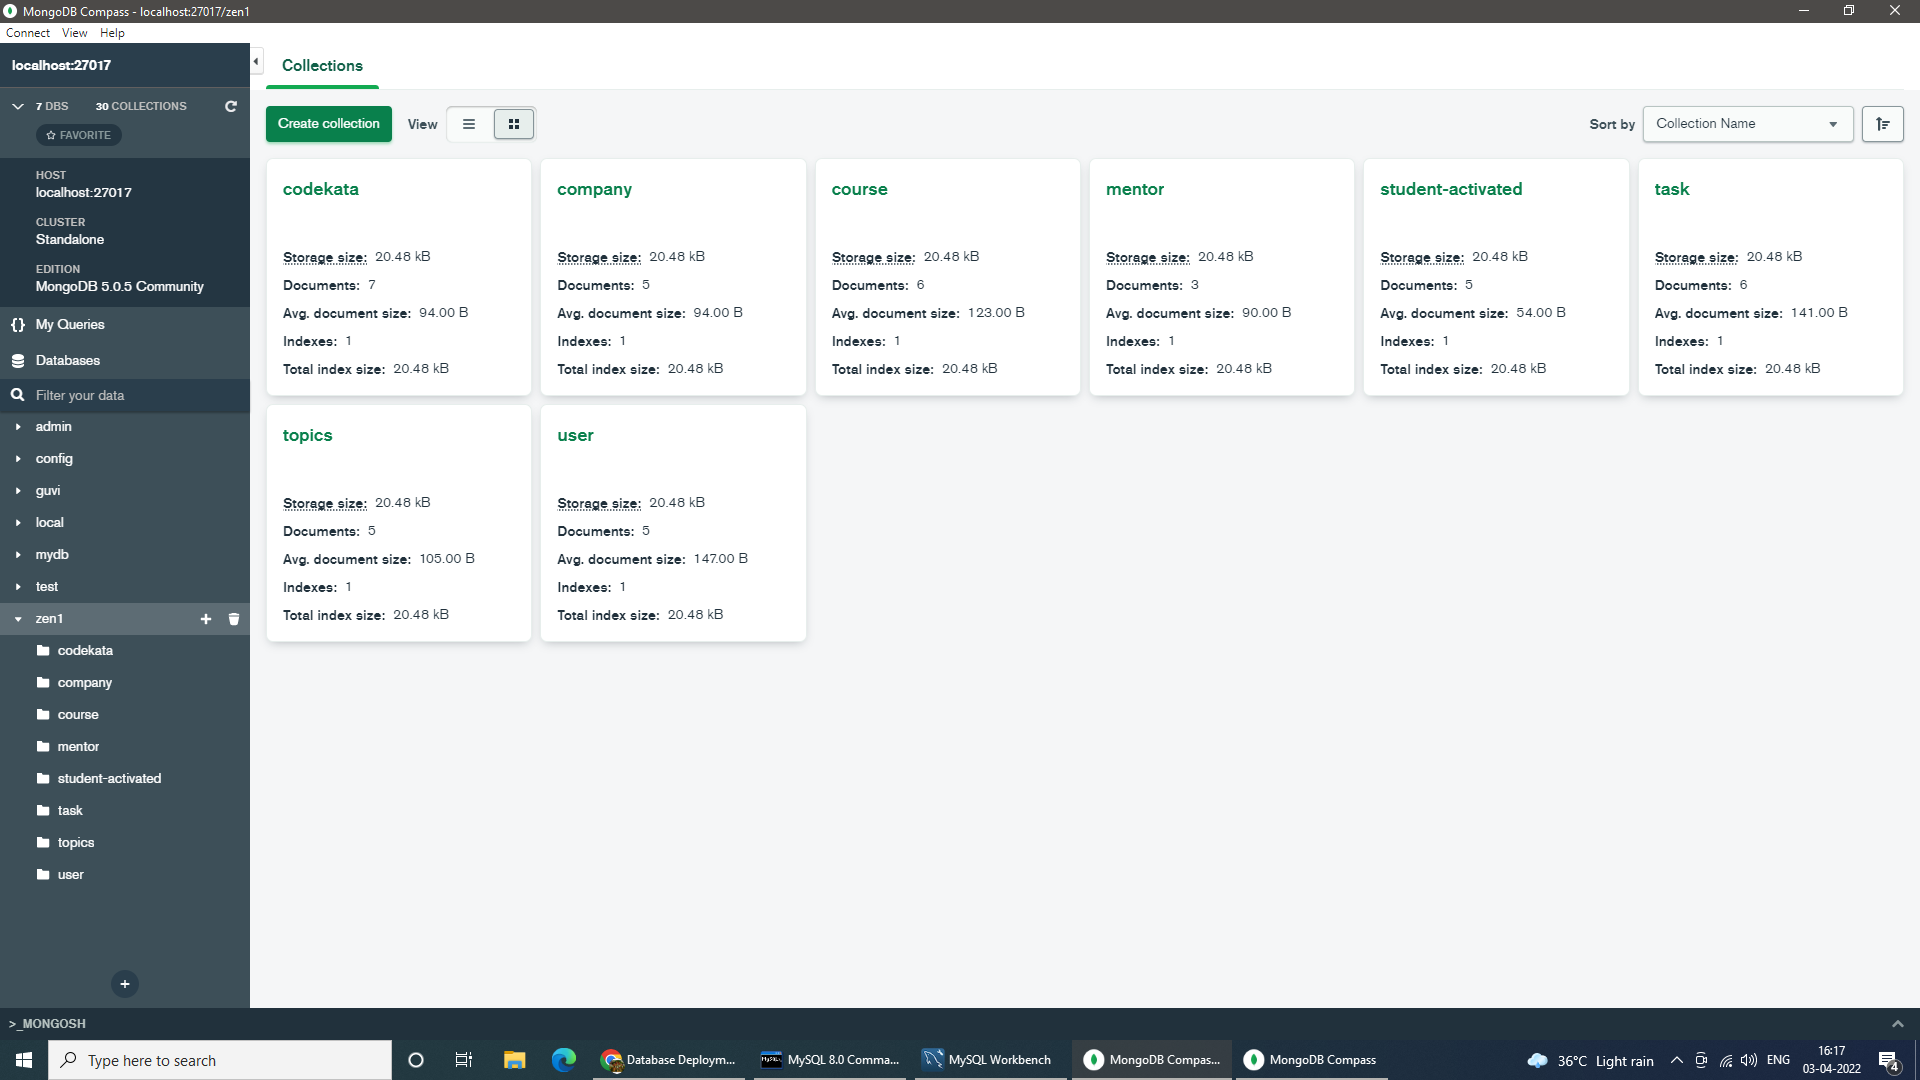 MongoDB Compass - localhost:27017/zen1
Connect View Help
localhost:27017
7 DBS 30 COLLECTIONS
FAVORITE
HOST
localhost:27017
CLUSTER
Standalone
EDITION
MongoDB 5.0.5 Community
{} My Queries
Databases
Filter your data
admin
config
guvi
local
mydb
test
zen1
codekata
company
course
mentor
student-activated
task
topics
user
Collections
Create collection View Sort by Collection Name
codekata
Storage size: 20.48 kB
Documents: 7
Avg. document size: 94.00 B
Indexes: 1
Total index size: 20.48 kB
company
Storage size: 20.48 kB
Documents: 5
Avg. document size: 94.00 B
Indexes: 1
Total index size: 20.48 kB
course
Storage size: 20.48 kB
Documents: 6
Avg. document size: 123.00 B
Indexes: 1
Total index size: 20.48 kB
mentor
Storage size: 20.48 kB
Documents: 3
Avg. document size: 90.00 B
Indexes: 1
Total index size: 20.48 kB
student-activated
Storage size: 20.48 kB
Documents: 5
Avg. document size: 54.00 B
Indexes: 1
Total index size: 20.48 kB
task
Storage size: 20.48 kB
Documents: 6
Avg. document size: 141.00 B
Indexes: 1
Total index size: 20.48 kB
topics
Storage size: 20.48 kB
Documents: 5
Avg. document size: 105.00 B
Indexes: 1
Total index size: 20.48 kB
user
Storage size: 20.48 kB
Documents: 5
Avg. document size: 147.00 B
Indexes: 1
Total index size: 20.48 kB
>_MONGOSH
Type here to search Database Deploym... MySQL 8.0 Comma... MySQL Workbench MongoDB Compas... MongoDB Compass 36°C Light rain ENG 16:17
03-04-2022 4